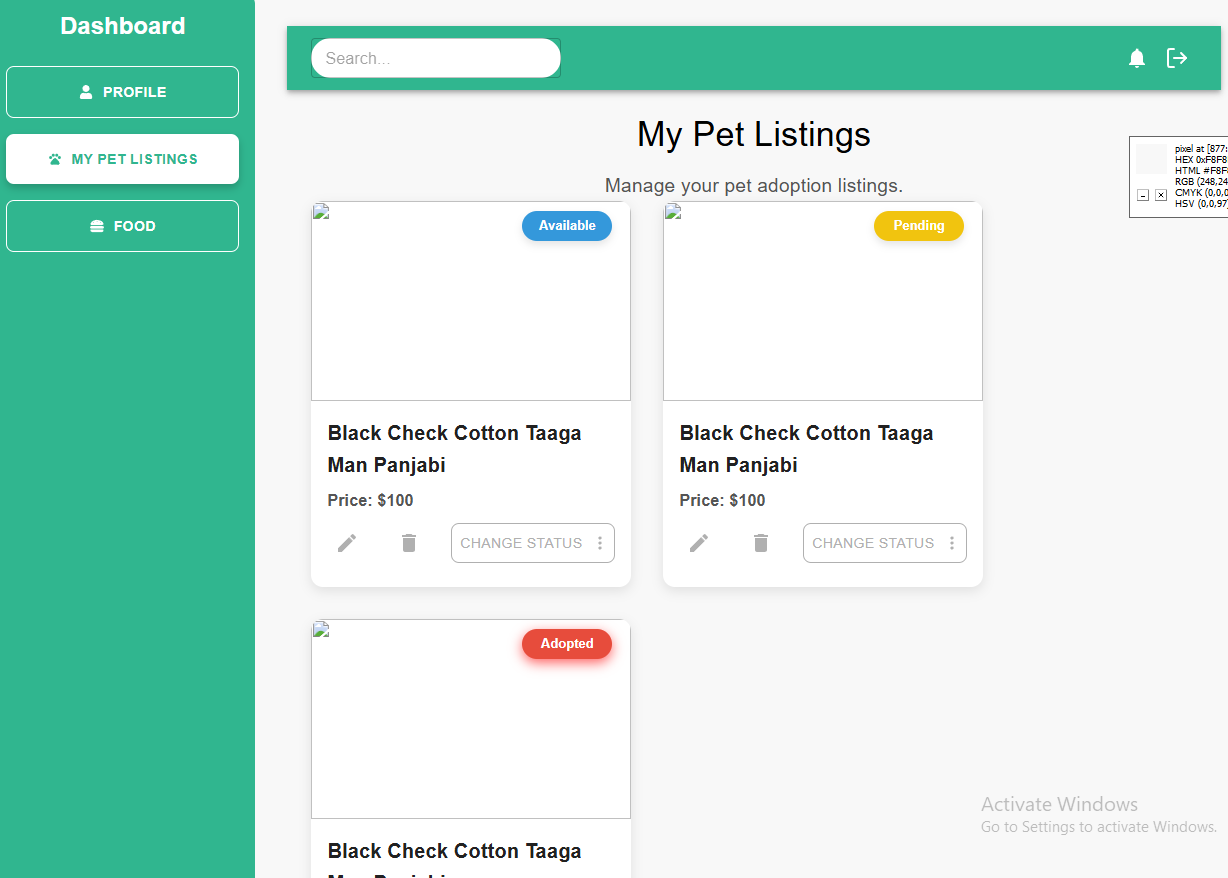 Dashboard
PROFILE
MY PET LISTINGS
FOOD
Search...
My Pet Listings
Manage your pet adoption listings.
pixel at [877:
HEX 0xF8F8
HTML #F8F
RGB (248,24
CMYK (0,0,0
HSV (0,0,97
Available
Black Check Cotton Taaga
Man Panjabi
Price: $100
CHANGE STATUS
Pending
Black Check Cotton Taaga
Man Panjabi
Price: $100
CHANGE STATUS
Adopted
Black Check Cotton Taaga
Man Panjabi
Activate Windows
Go to Settings to activate Windows.